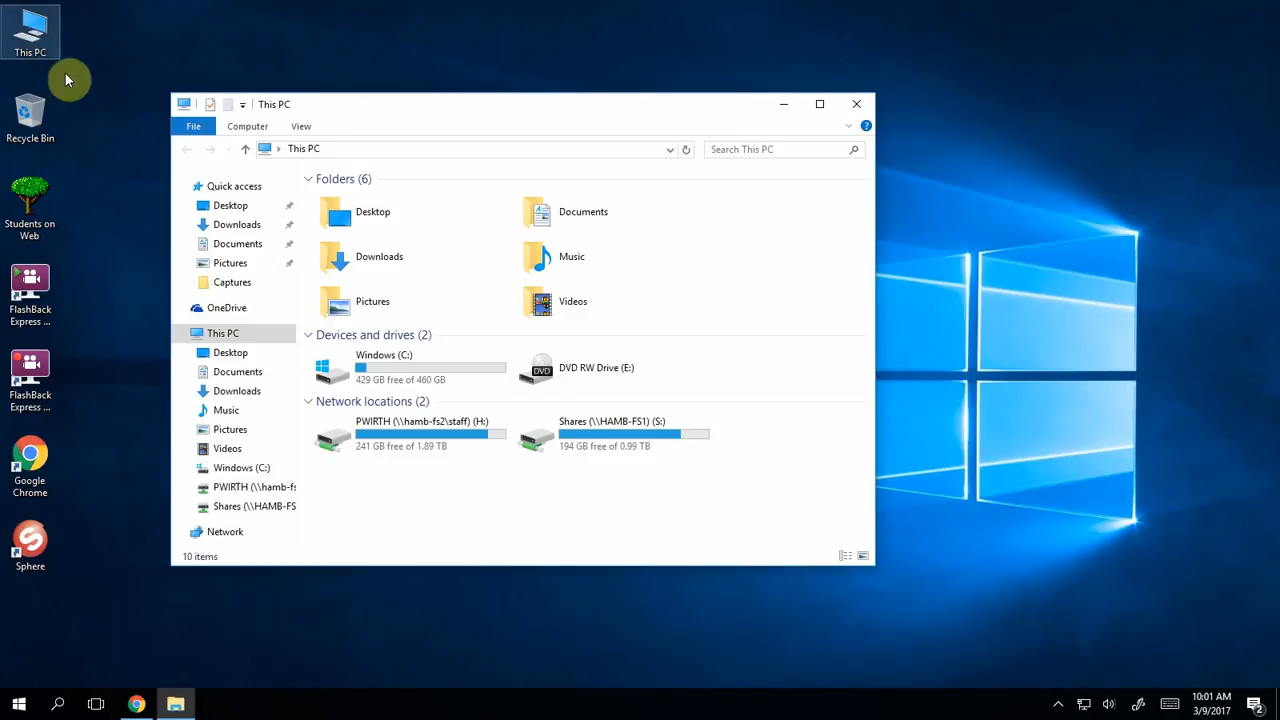 This PC
Recycle Bin
Students on
Web
FlashBack
Express ...
FlashBack
Express ...
Google
Chrome
Sphere
This PC
File
Computer
View
This PC
Search This PC
Quick access
Desktop
Downloads
Documents
Pictures
Captures
OneDrive
This PC
Desktop
Documents
Downloads
Music
Pictures
Videos
Windows (C:)
PWIRTH (\\hamb-fs
Shares (\\HAMB-FS
Network
Folders (6)
Desktop
Documents
Downloads
Music
Pictures
Videos
Devices and drives (2)
Windows (C:)
429 GB free of 460 GB
DVD
DVD RW Drive (E:)
Network locations (2)
PWIRTH (\\hamb-fs2\staff) (H:)
241 GB free of 1.89 TB
Shares (\\HAMB-FS1) (S:)
194 GB free of 0.99 TB
10 items
10:01 AM
3/9/2017
2